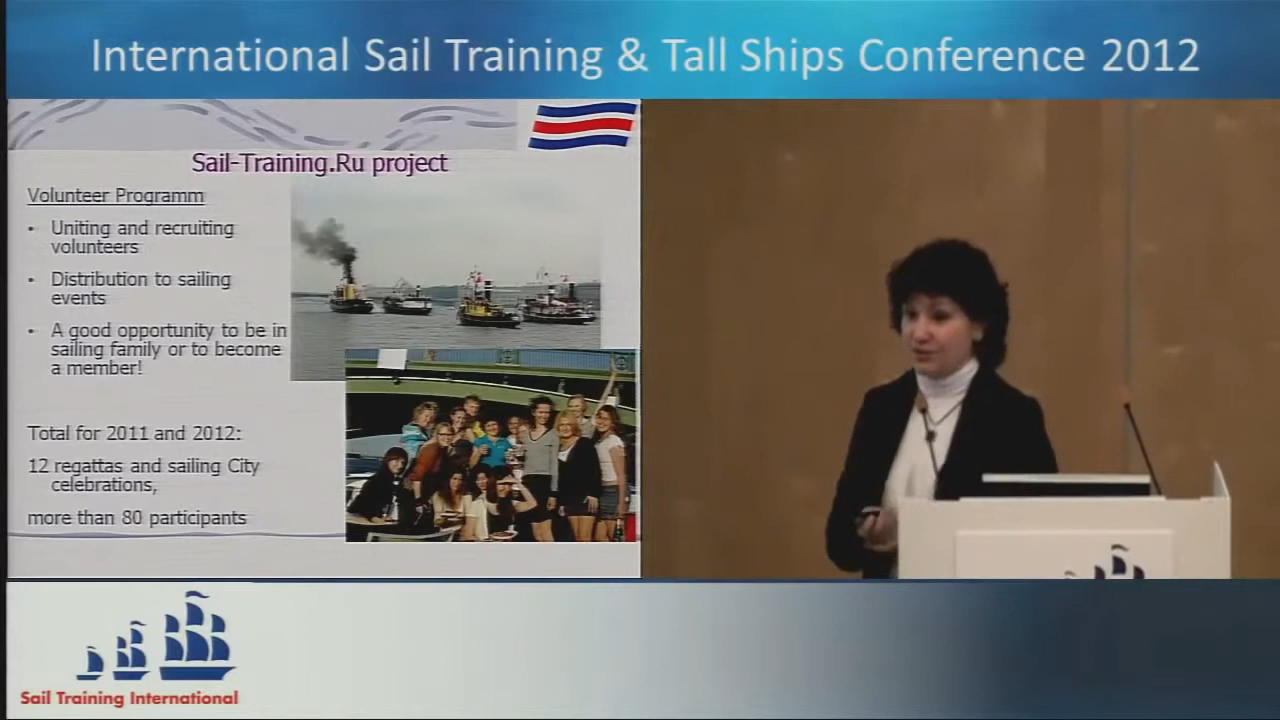 International Sail Training & Tall Ships Conference 2012
Sail-Training.Ru project
Volunteer Programm
• Uniting and recruiting
volunteers
• Distribution to sailing
events
• A good opportunity to be in
sailing family or to become
a member!
Total for 2011 and 2012:
12 regattas and sailing City
celebrations,
more than 80 participants
Sail Training International